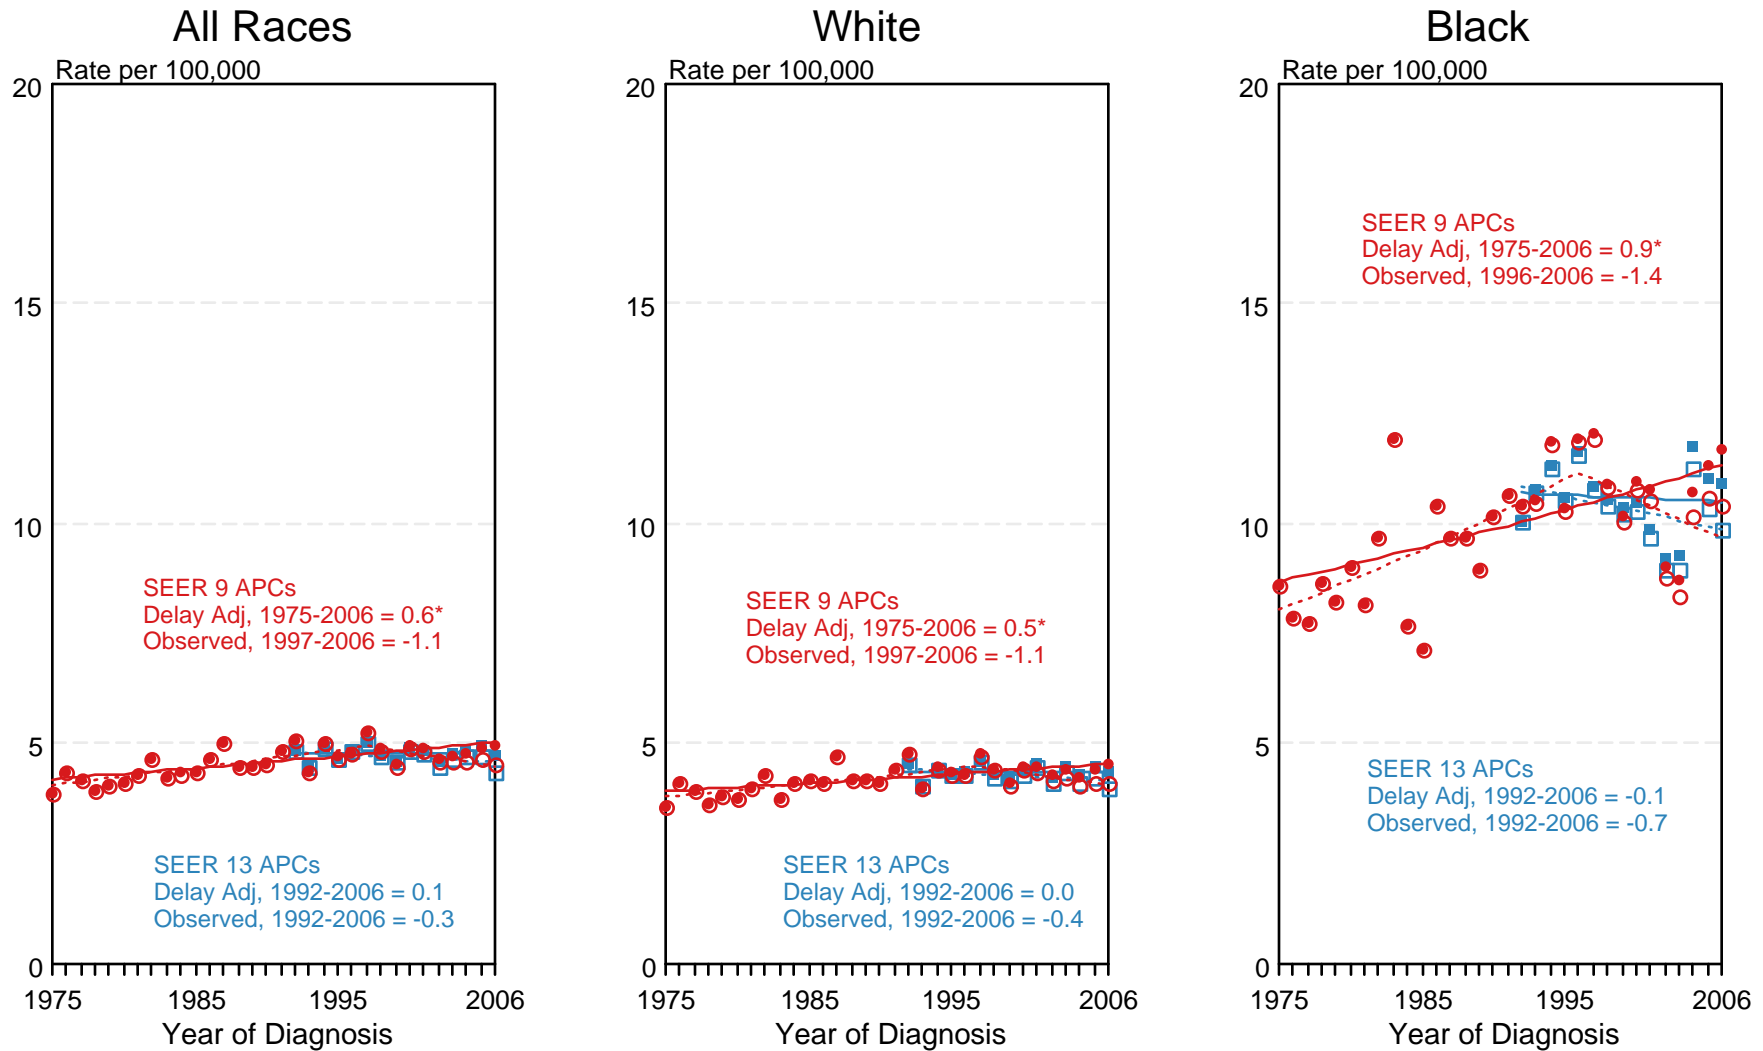 All Races
Rate per 100,000
20
15
10
5
0
SEER 9 APCs
Delay Adj, 1975-2006 = 0.6*
Observed, 1997-2006 = -1.1
SEER 13 APCs
Delay Adj, 1992-2006 = 0.1
Observed, 1992-2006 = -0.3
1975 1985 1995 2006
Year of Diagnosis
White
Rate per 100,000
20
15
10
5
0
SEER 9 APCs
Delay Adj, 1975-2006 = 0.5*
Observed, 1997-2006 = -1.1
SEER 13 APCs
Delay Adj, 1992-2006 = 0.0
Observed, 1992-2006 = -0.4
1975 1985 1995 2006
Year of Diagnosis
Black
Rate per 100,000
20
15
10
5
0
SEER 9 APCs
Delay Adj, 1975-2006 = 0.9*
Observed, 1996-2006 = -1.4
SEER 13 APCs
Delay Adj, 1992-2006 = -0.1
Observed, 1992-2006 = -0.7
1975 1985 1995 2006
Year of Diagnosis